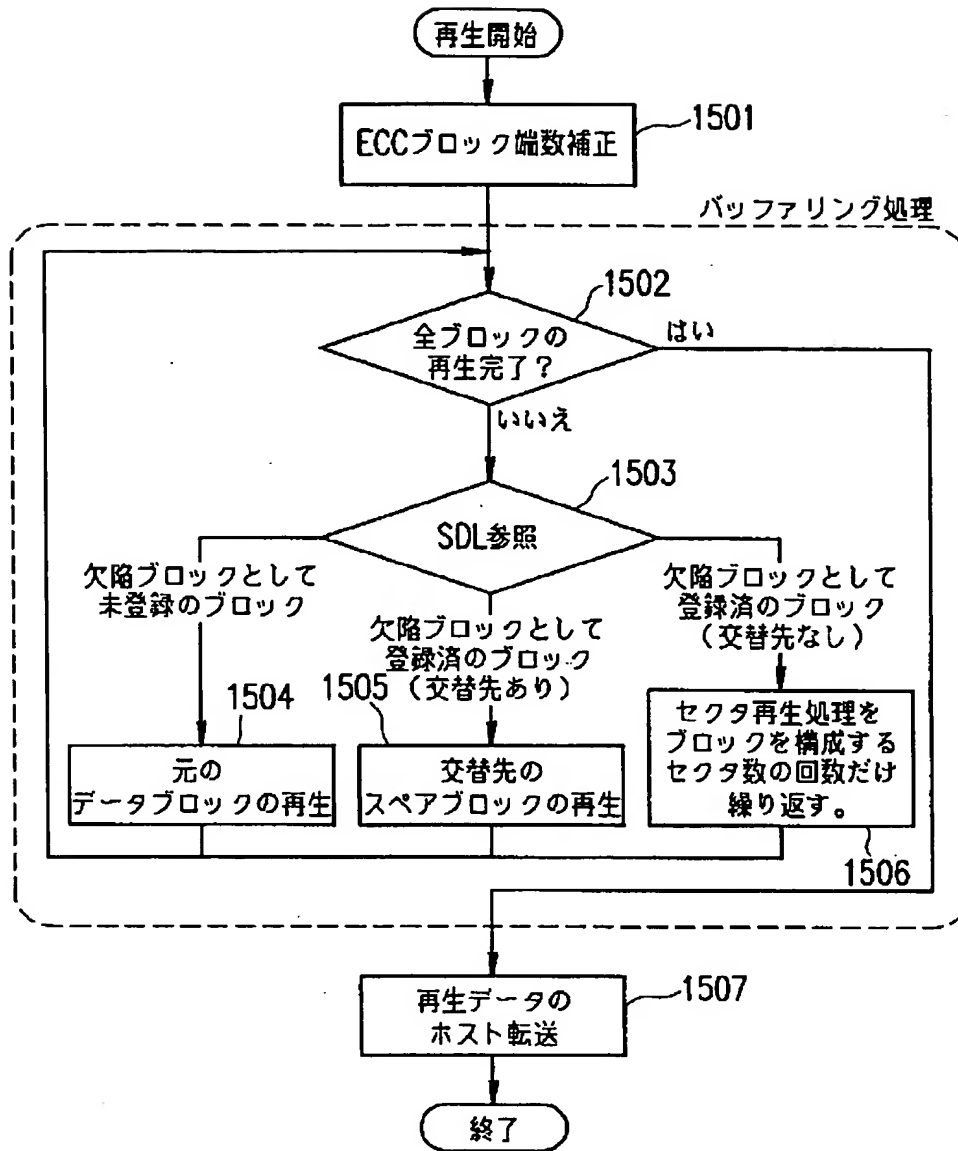 再生開始
1501
ECCブロック端数補正
バッファリング処理
1502
全ブロックの
再生完了？
はい
いいえ
1503
SDL参照
欠陥ブロックとして
未登録のブロック
欠陥ブロックとして
登録済のブロック
（交替先あり）
欠陥ブロックとして
登録済のブロック
（交替先なし）
1504
元の
データブロックの再生
1505
交替先の
スペアブロックの再生
セクタ再生処理を
ブロックを構成する
セクタ数の回数だけ
繰り返す。
1506
再生データの
ホスト転送
1507
終了